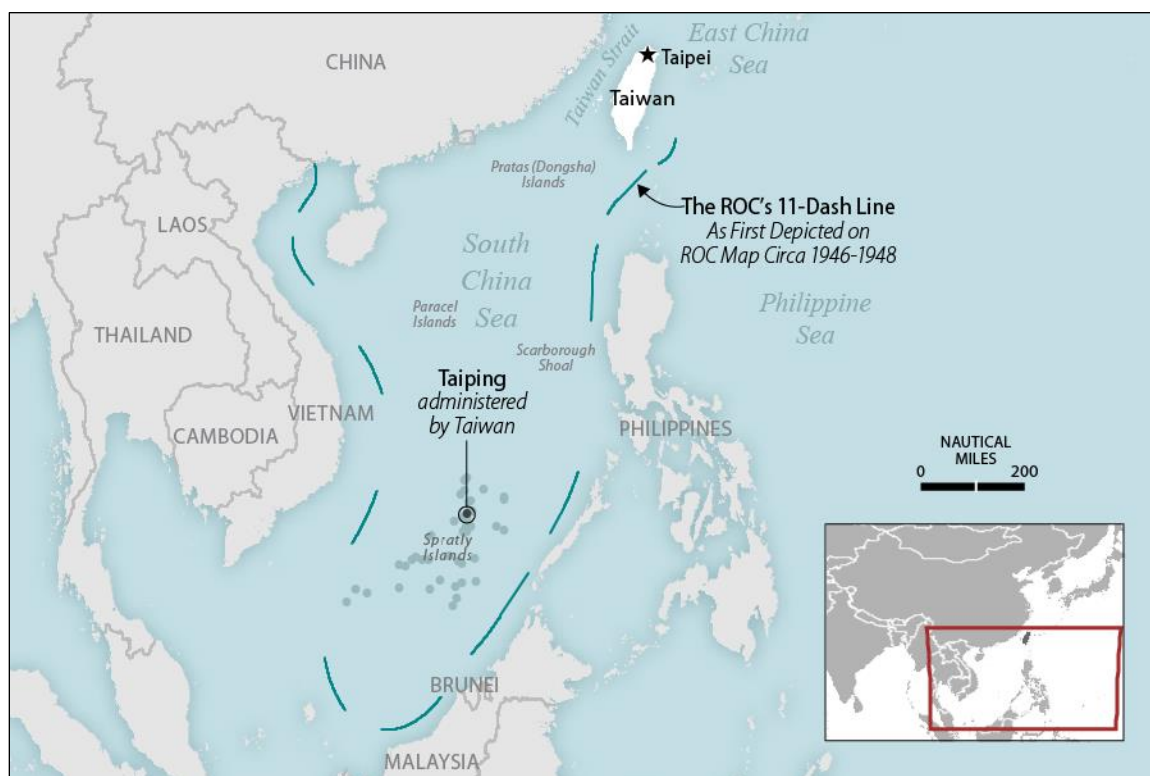 East China
Sea
Taiwan Strait
Taipei
CHINA
Taiwan
Pratas (Dongsha)
Islands
The ROC's 11-Dash Line
As First Depicted on
ROC Map Circa 1946-1948
LAOS
South
China
Sea
Paracel
Islands
Philippine
Sea
THAILAND
Scarborough
Shoal
Taiping
administered
by Taiwan
VIETNAM
CAMBODIA
PHILIPPINES
NAUTICAL
MILES
0 200
Spratly
Islands
BRUNEI
MALAYSIA